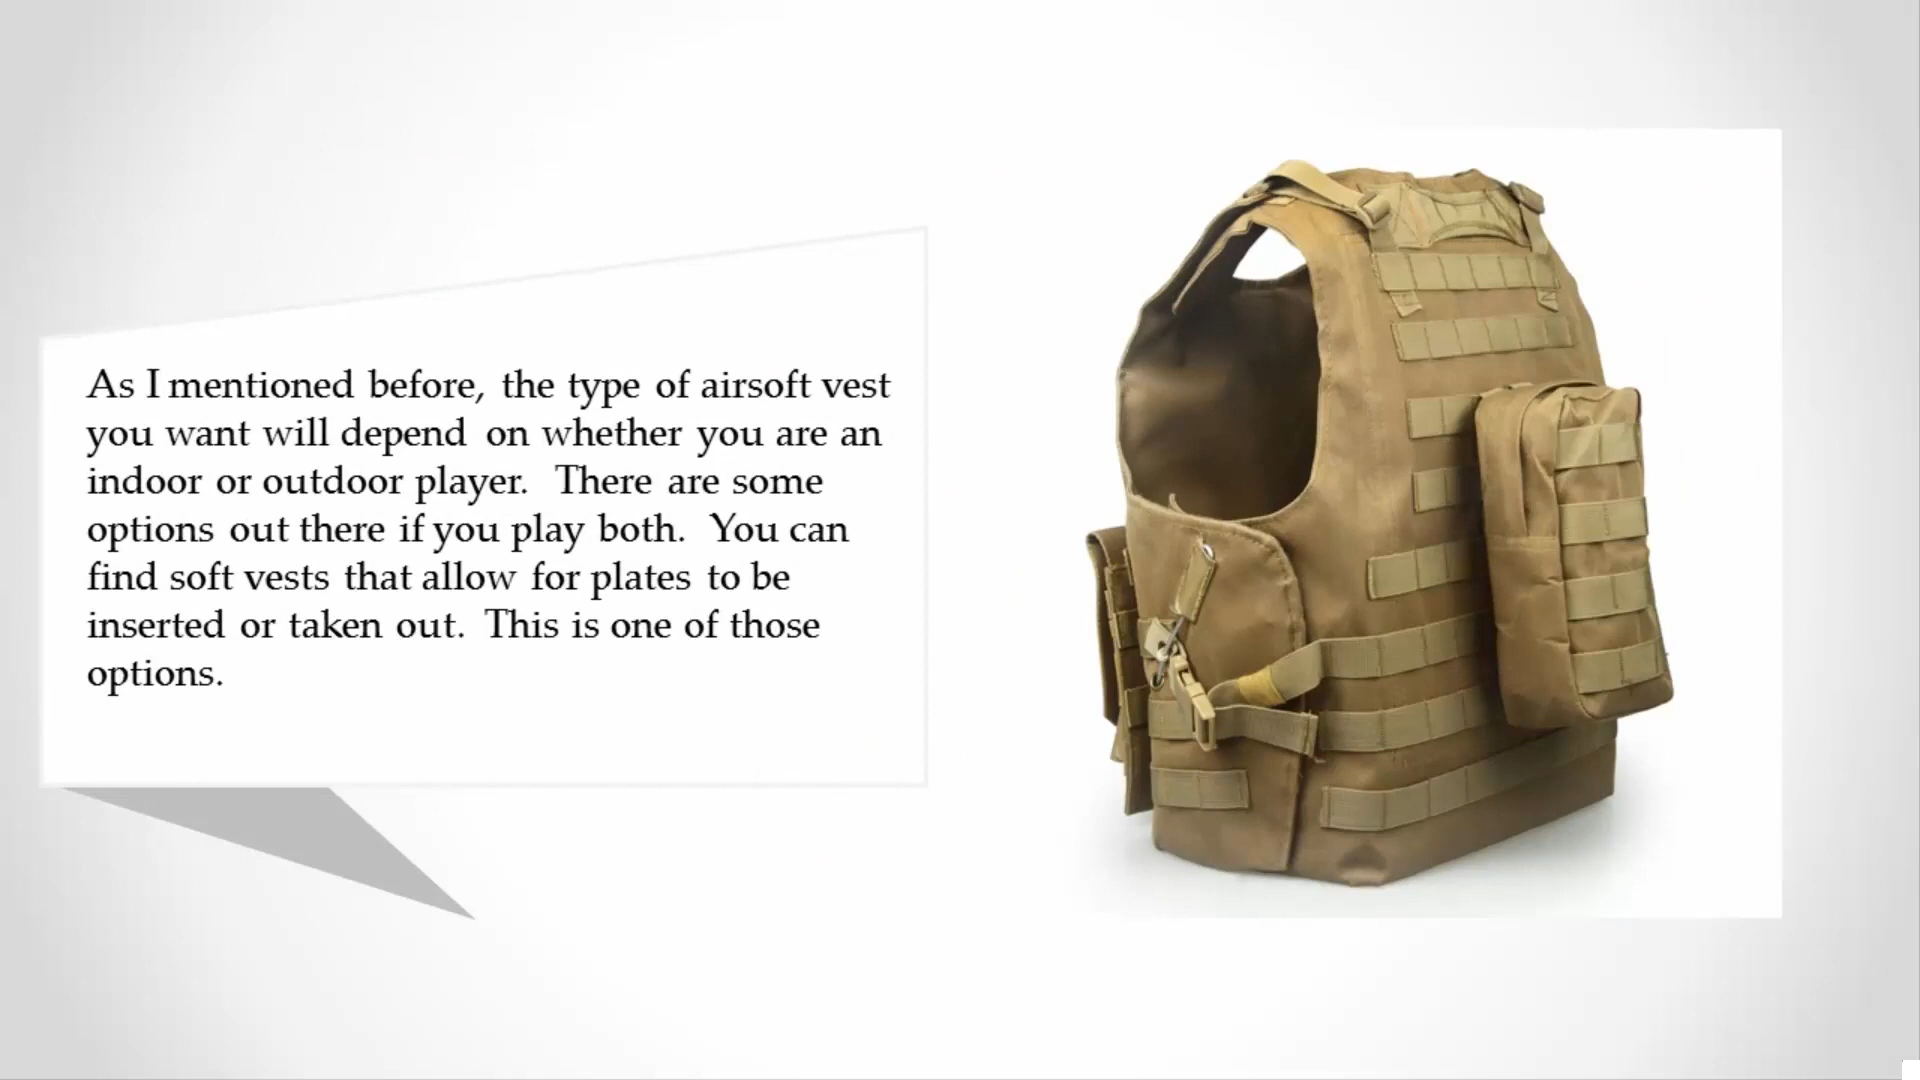 As I mentioned before, the type of airsoft vest
you want will depend on whether you are an
indoor or outdoor player.  There are some
options out there if you play both.  You can
find soft vests that allow for plates to be
inserted or taken out.  This is one of those
options.